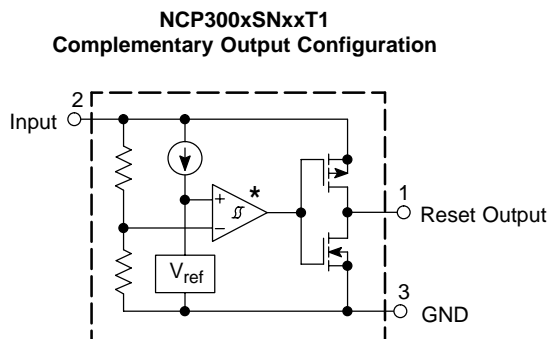 NCP300xSNxxT1
Complementary Output Configuration
2
Input
*
1
+
Reset Output
−
Vref
3
GND